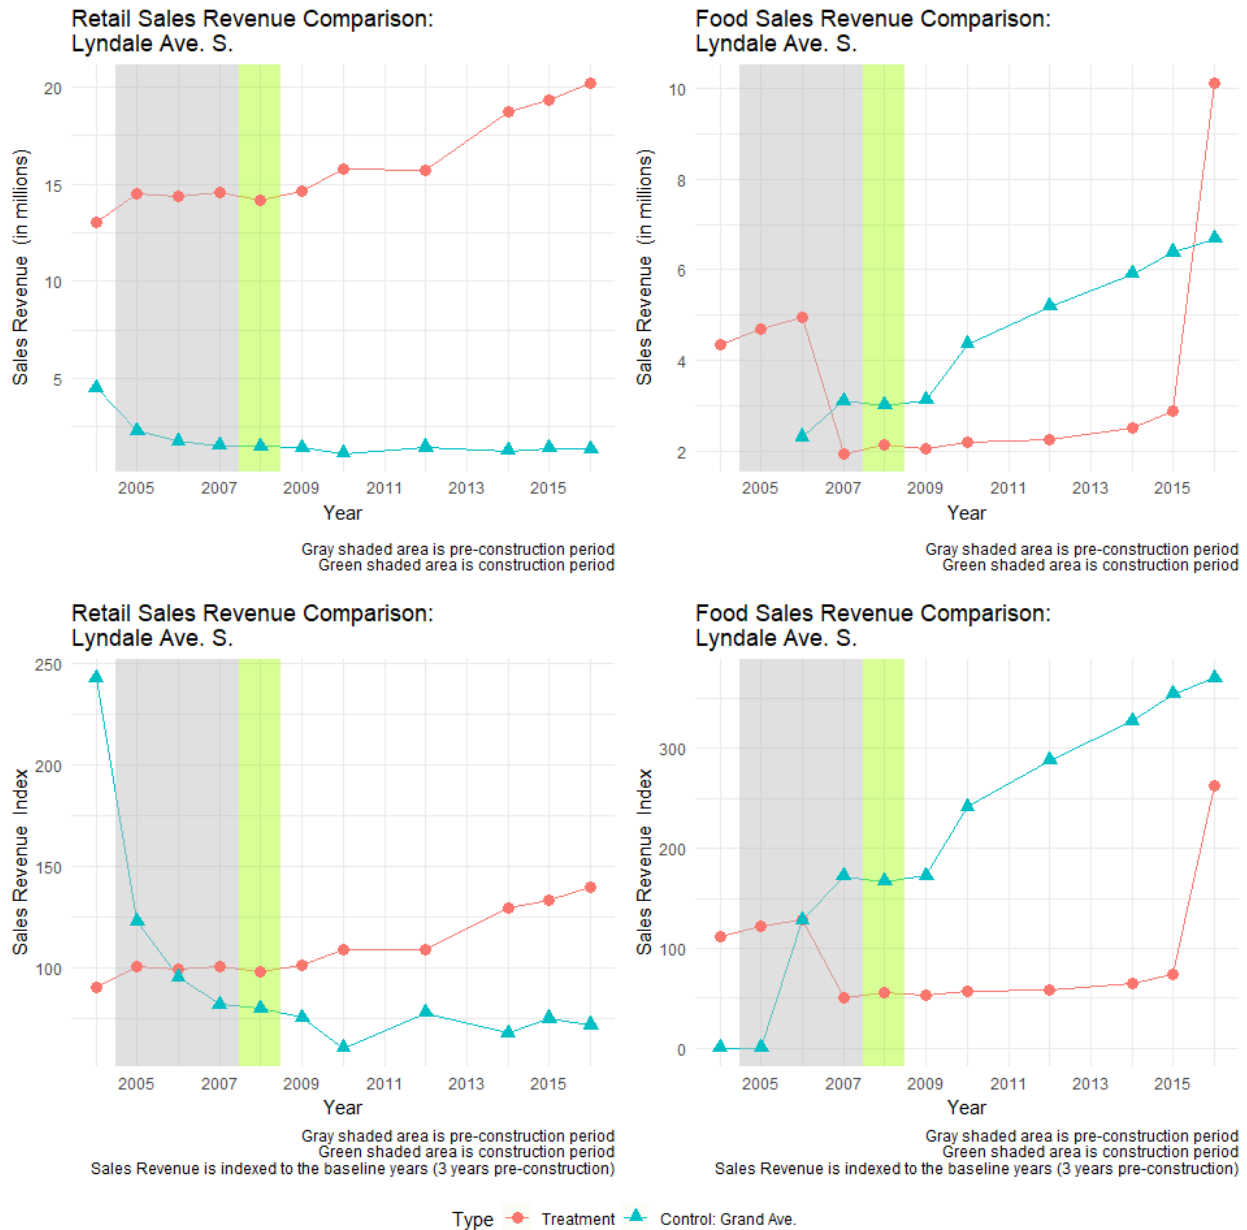 Retail Sales Revenue Comparison:
Lyndale Ave. S.
Sales Revenue (in millions)
20
15
10
5
2005 2007 2009 2011 2013 2015
Year
Gray shaded area is pre-construction period
Green shaded area is construction period
Food Sales Revenue Comparison:
Lyndale Ave. S.
Sales Revenue (in millions)
10
8
6
4
2
2005 2007 2009 2011 2013 2015
Year
Gray shaded area is pre-construction period
Green shaded area is construction period
Retail Sales Revenue Comparison:
Lyndale Ave. S.
Sales Revenue Index
250
200
150
100
2005 2007 2009 2011 2013 2015
Year
Gray shaded area is pre-construction period
Green shaded area is construction period
Sales Revenue is indexed to the baseline years (3 years pre-construction)
Food Sales Revenue Comparison:
Lyndale Ave. S.
Sales Revenue Index
300
200
100
0
2005 2007 2009 2011 2013 2015
Year
Gray shaded area is pre-construction period
Green shaded area is construction period
Sales Revenue is indexed to the baseline years (3 years pre-construction)
Type Treatment Control: Grand Ave.